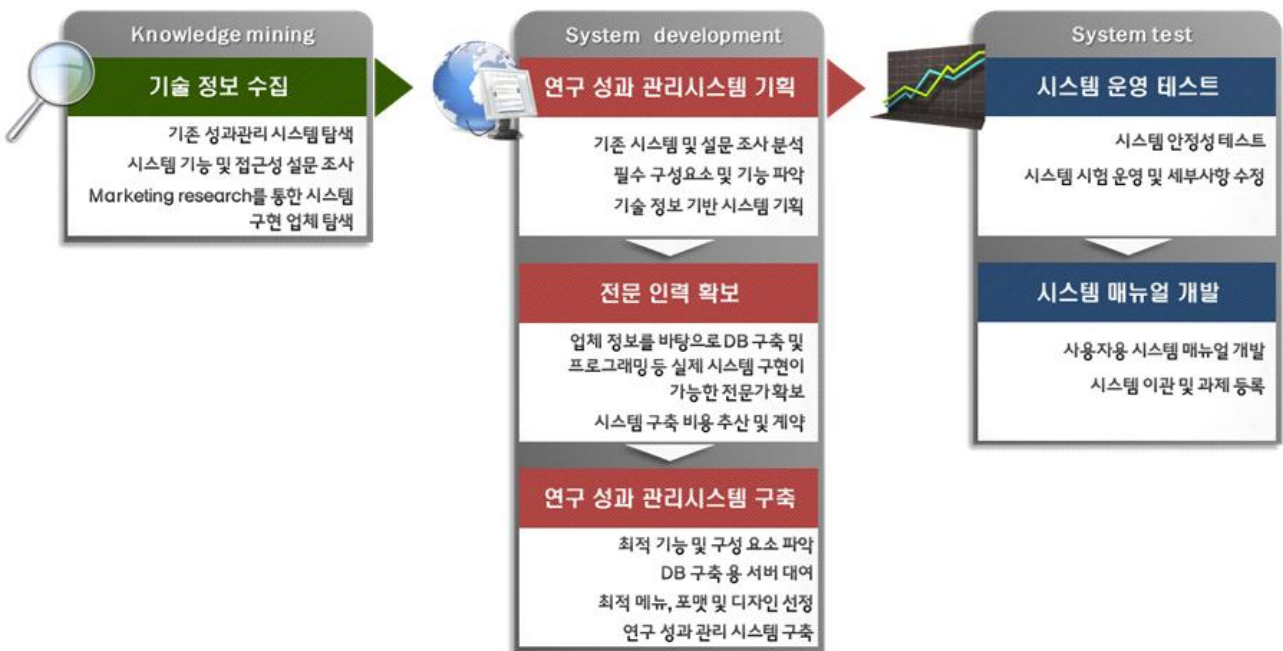 Knowledge mining
기술 정보 수집
기존 성과관리 시스템 탐색
시스템 기능 및 접근성 설문 조사
Marketing research를 통한 시스템
구현 업체 탐색
System development
연구 성과 관리시스템 기획
기존 시스템 및 설문 조사 분석
필수 구성요소 및 기능 파악
기술 정보 기반 시스템 기획
전문 인력 확보
업체 정보를 바탕으로 DB 구축 및
프로그래밍 등 실제 시스템 구현이
가능한 전문가 확보
시스템 구축 비용 추산 및 계약
연구 성과 관리시스템 구축
최적 기능 및 구성 요소 파악
DB 구축 용 서버 대여
최적 메뉴, 포맷 및 디자인 선정
연구 성과 관리 시스템 구축
System test
시스템 운영 테스트
시스템 안정성 테스트
시스템 시험 운영 및 세부사항 수정
시스템 매뉴얼 개발
사용자용 시스템 매뉴얼 개발
시스템 이관 및 과제 등록